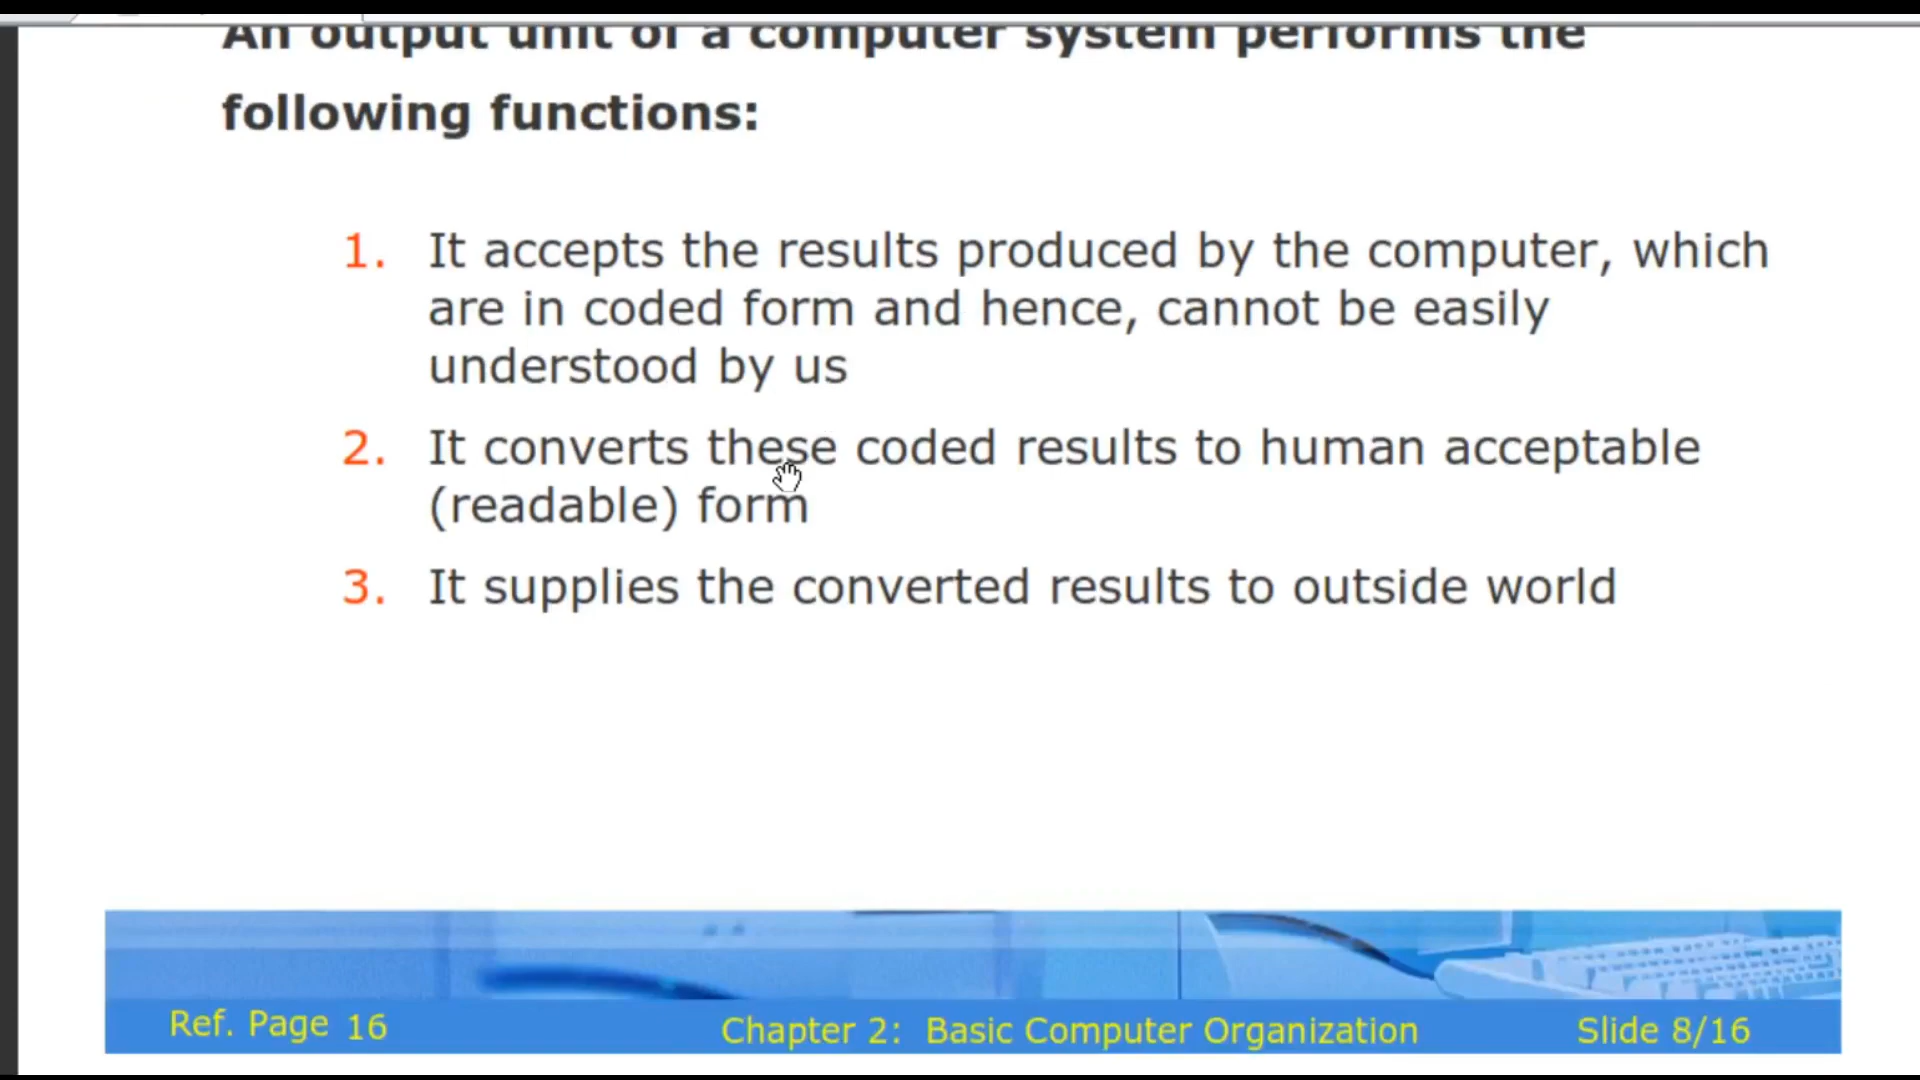 An output unit of a computer system performs the
following functions:
1. It accepts the results produced by the computer, which
are in coded form and hence, cannot be easily
understood by us
2. It converts these coded results to human acceptable
(readable) form
3. It supplies the converted results to outside world
Ref. Page 16 Chapter 2: Basic Computer Organization Slide 8/16